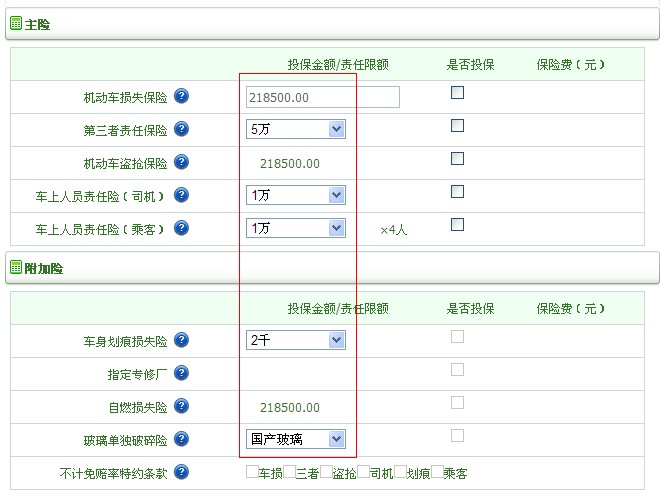 主险
投保金额/责任限额 是否投保 保险费（元）
机动车损失保险 ? 218500.00
第三者责任保险 ? 5万
机动车盗抢保险 ? 218500.00
车上人员责任险（司机） ? 1万
车上人员责任险（乘客） ? 1万 ×4人
附加险
投保金额/责任限额 是否投保 保险费（元）
车身划痕损失险 ? 2千
指定专修厂 ?
自燃损失险 ? 218500.00
玻璃单独破碎险 ? 国产玻璃
不计免赔率特约条款 ? 车损 三者 盗抢 司机 划痕 乘客